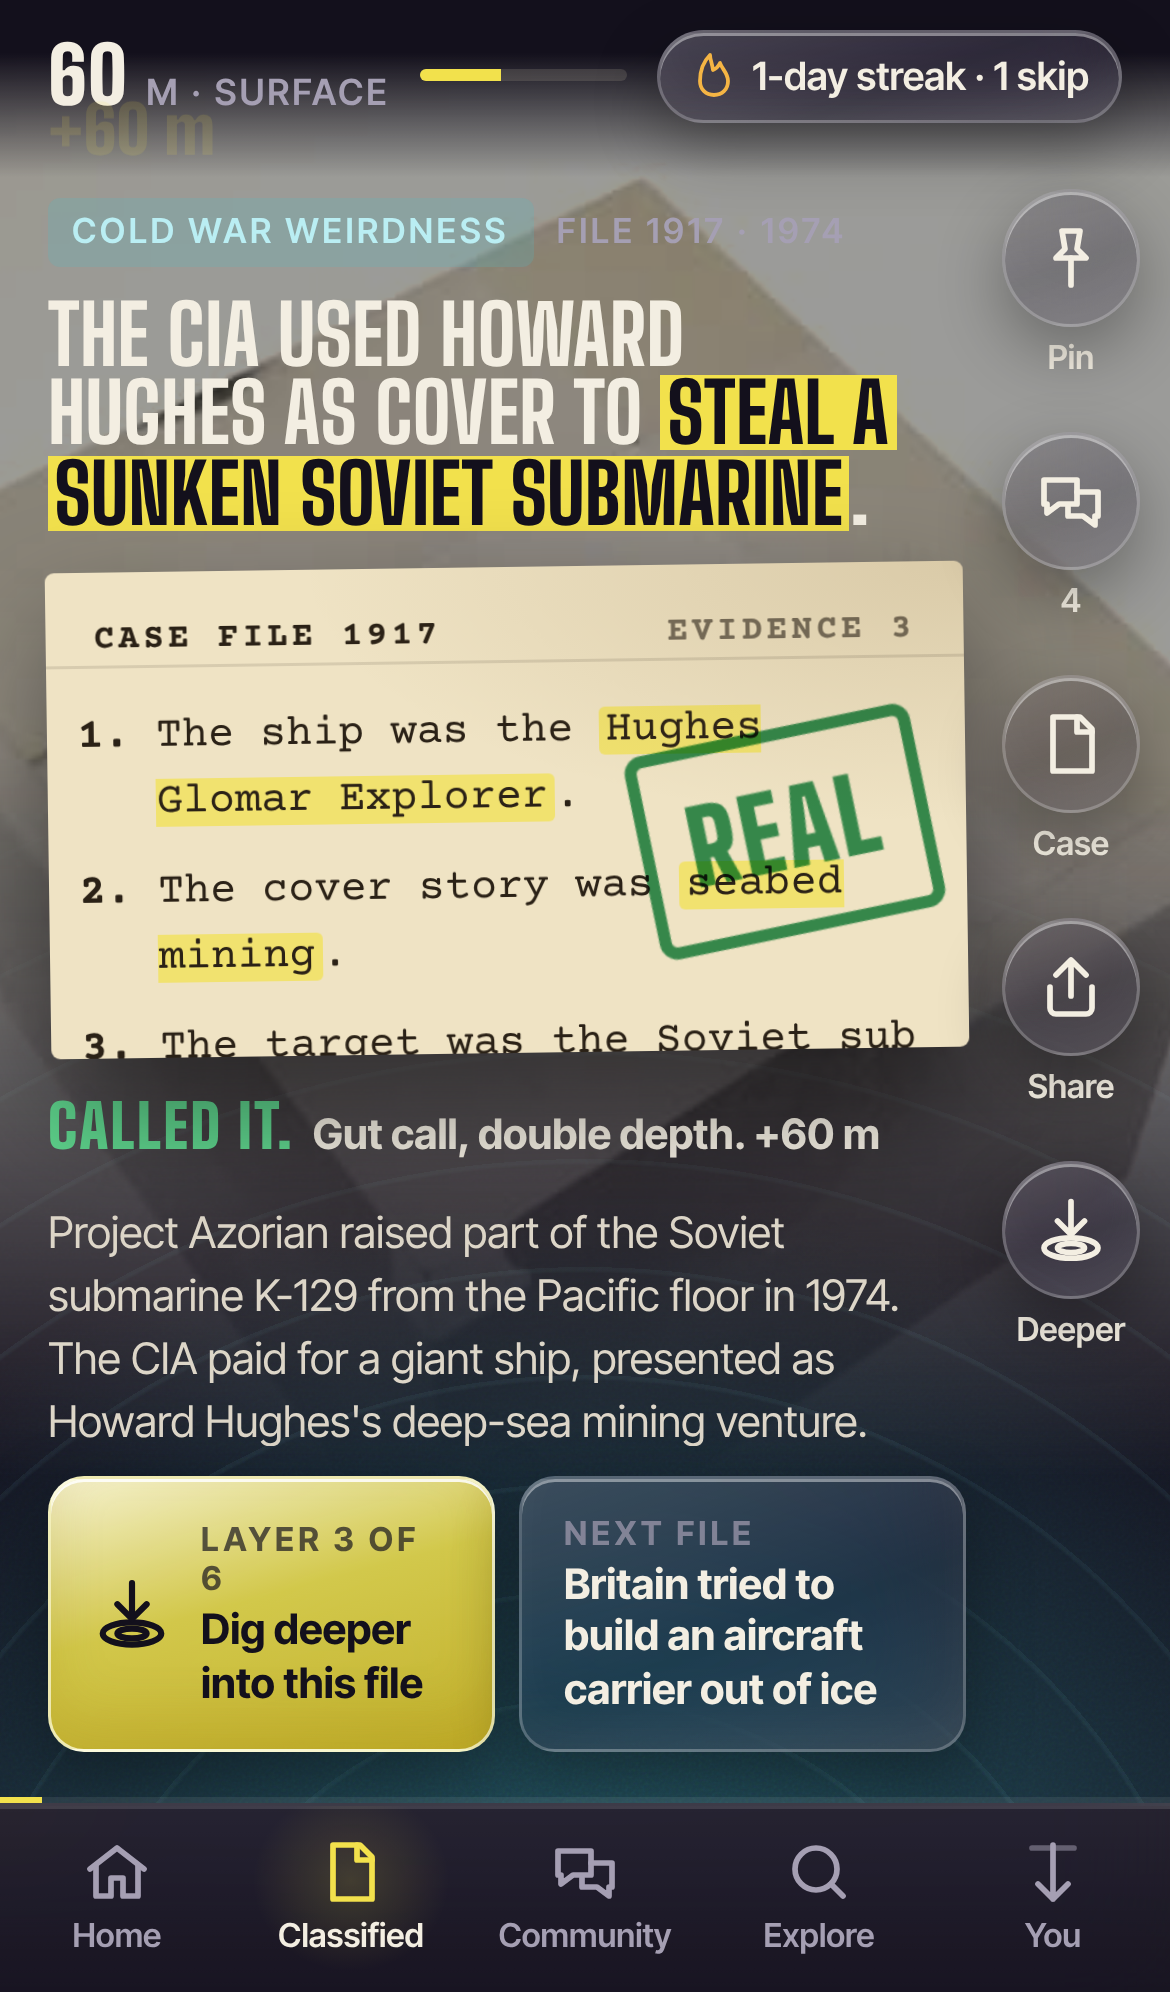 60 M · SURFACE
1-day streak · 1 skip
+60 m
COLD WAR WEIRDNESS FILE 1917 · 1974
THE CIA USED HOWARD
HUGHES AS COVER TO STEAL A
SUNKEN SOVIET SUBMARINE.
Pin
4
Case
Share
Deeper
CASE FILE 1917 EVIDENCE 3
1. The ship was the Hughes
Glomar Explorer.
REAL
2. The cover story was seabed
mining.
3. The target was the Soviet sub
CALLED IT. Gut call, double depth. +60 m
Project Azorian raised part of the Soviet
submarine K-129 from the Pacific floor in 1974.
The CIA paid for a giant ship, presented as
Howard Hughes's deep-sea mining venture.
LAYER 3 OF
6
Dig deeper
into this file
NEXT FILE
Britain tried to
build an aircraft
carrier out of ice
Home
Classified
Community
Explore
You